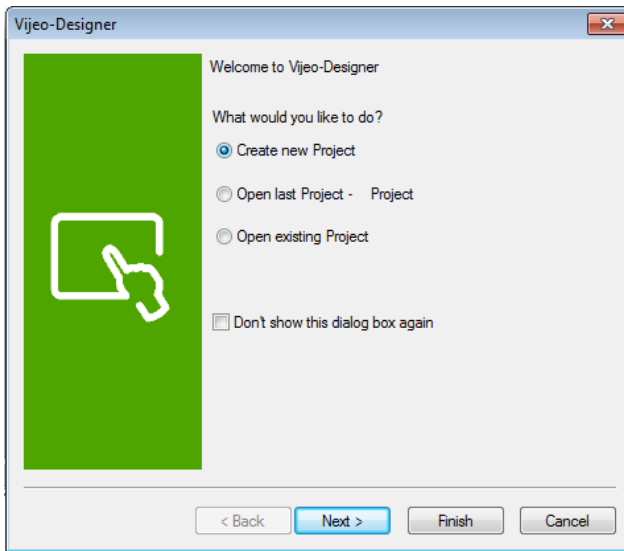 Vijeo-Designer
Welcome to Vijeo-Designer
What would you like to do?
Create new Project
Open last Project -    Project
Open existing Project
Don't show this dialog box again
< Back Next > Finish Cancel